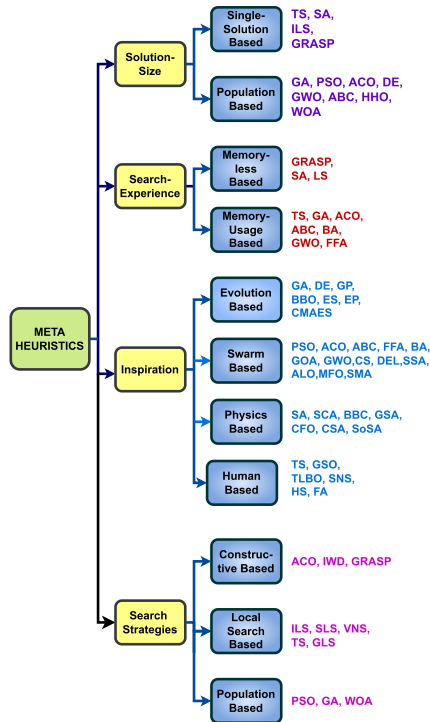 META
HEURISTICS
Solution-
Size
Single-
Solution
Based
TS, SA,
ILS,
GRASP
Population
Based
GA, PSO, ACO, DE,
GWO, ABC, HHO,
WOA
Search-
Experience
Memory-
less
Based
GRASP,
SA, LS
Memory-
Usage
Based
TS, GA, ACO,
ABC, BA,
GWO, FFA
Inspiration
Evolution
Based
GA, DE, GP,
BBO, ES, EP,
CMAES
Swarm
Based
PSO, ACO, ABC, FFA, BA,
GOA, GWO,CS, DEL,SSA,
ALO,MFO,SMA
Physics
Based
SA, SCA, BBC, GSA,
CFO, CSA, SoSA
Human
Based
TS, GSO,
TLBO, SNS,
HS, FA
Search
Strategies
Construc-
tive Based
ACO, IWD, GRASP
Local
Search
Based
ILS, SLS, VNS,
TS, GLS
Population
Based
PSO, GA, WOA